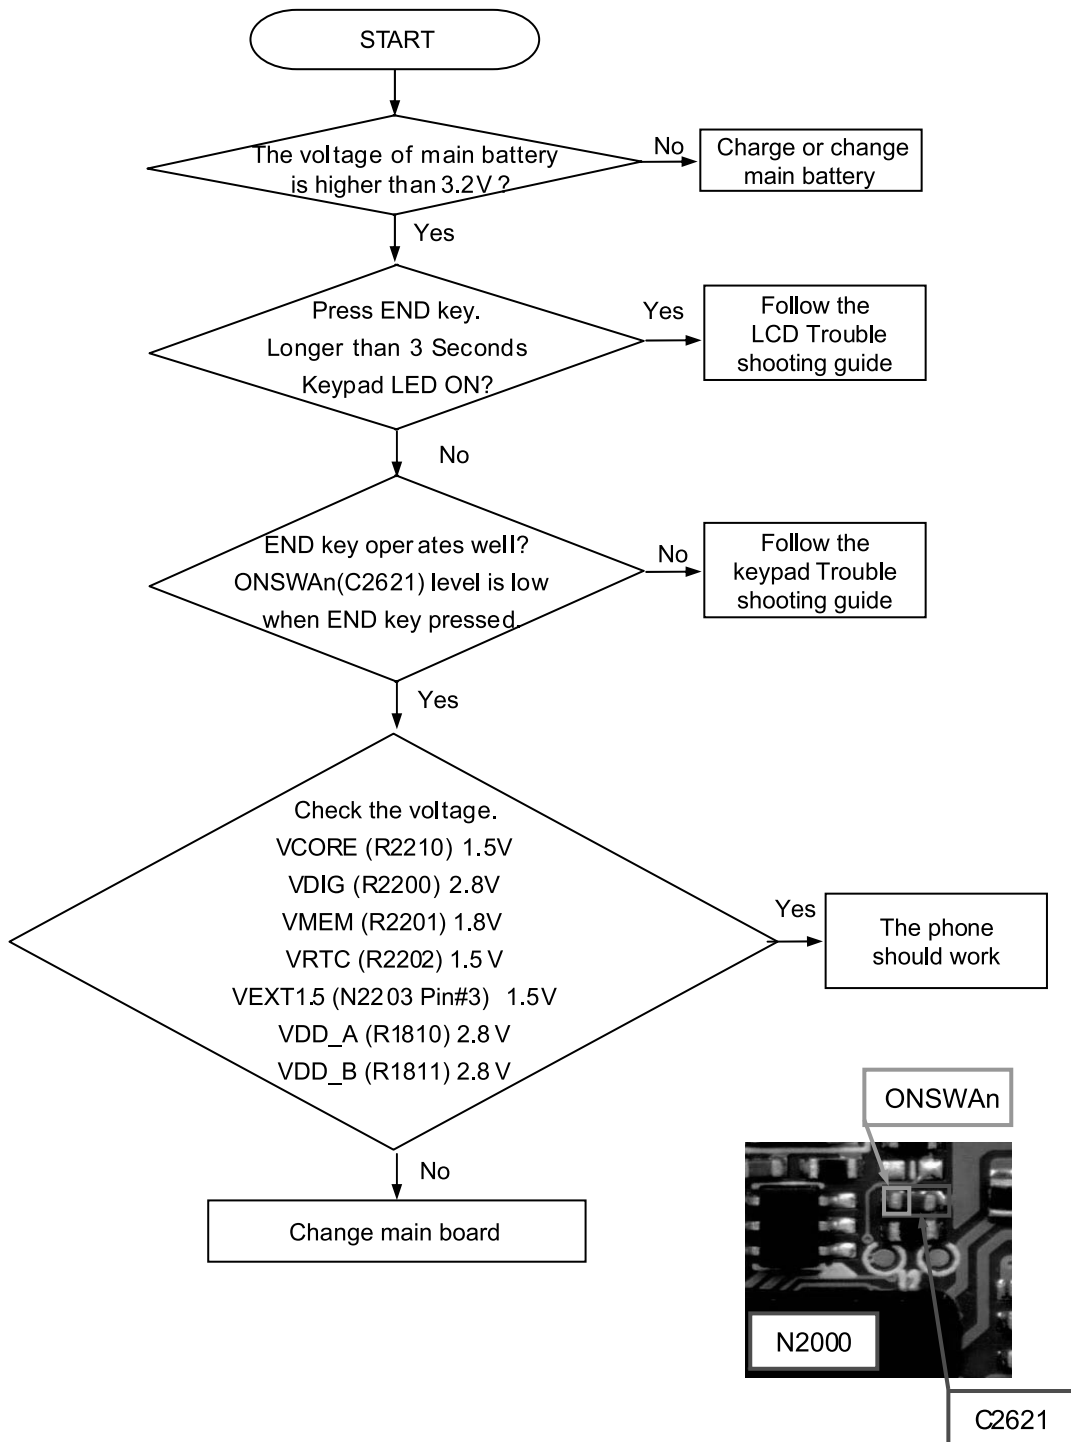 START
The voltage of main battery
is higher than 3.2V ?
No
Charge or change
main battery
Yes
Press END key.
Longer than 3 Seconds
Keypad LED ON?
Yes
Follow the
LCD Trouble
shooting guide
No
END key operates well?
ONSWAn(C2621) level is low
when END key pressed.
No
Follow the
keypad Trouble
shooting guide
Yes
Check the voltage.
VCORE (R2210) 1.5V
VDIG (R2200) 2.8V
VMEM (R2201) 1.8V
VRTC (R2202) 1.5 V
VEXT1.5 (N2203 Pin#3) 1.5V
VDD_A (R1810) 2.8 V
VDD_B (R1811) 2.8 V
Yes
The phone
should work
No
Change main board
ONSWAn
N2000
C2621